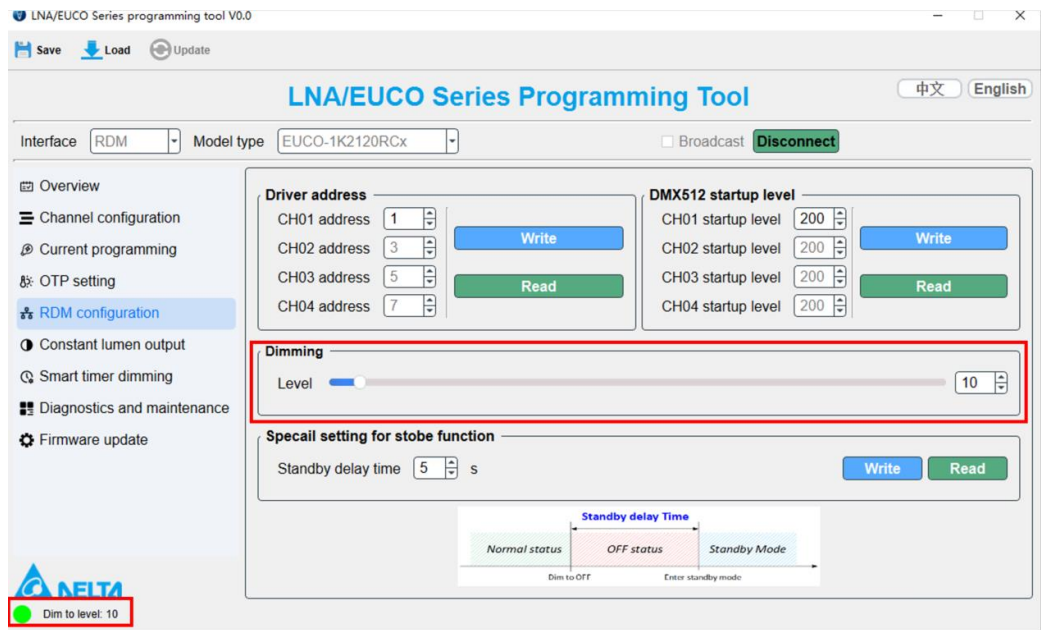 LNA/EUCO Series programming tool V0.0
Save Load Update
LNA/EUCO Series Programming Tool
中文 English
Interface RDM Model type EUCO-1K2120RCx Broadcast Disconnect
Overview
Channel configuration
Current programming
OTP setting
RDM configuration
Constant lumen output
Smart timer dimming
Diagnostics and maintenance
Firmware update
Driver address
CH01 address 1
CH02 address 3
CH03 address 5
CH04 address 7
Write
Read
DMX512 startup level
CH01 startup level 200
CH02 startup level 200
CH03 startup level 200
CH04 startup level 200
Write
Read
Dimming
Level 10
Specail setting for stobe function
Standby delay time 5 s Write Read
Standby delay Time
Normal status OFF status Standby Mode
Dim to OFF Enter standby mode
NELTA
Dim to level: 10